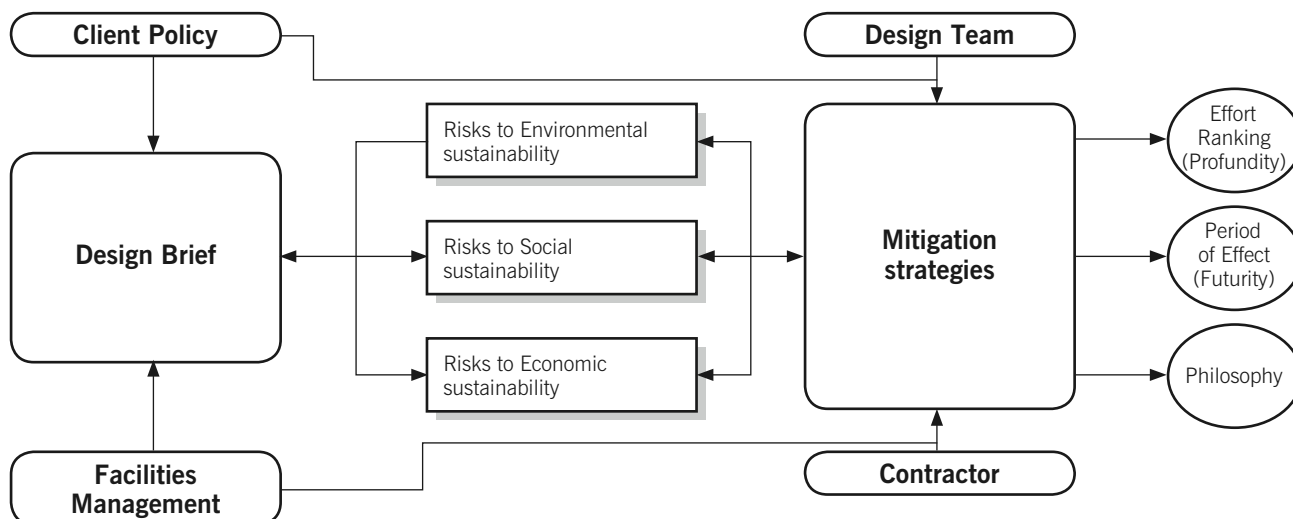 Client Policy
Design Team
Risks to Environmental
sustainability
Effort
Ranking
(Profundity)
Design Brief
Risks to Social
sustainability
Mitigation
strategies
Period
of Effect
(Futurity)
Risks to Economic
sustainability
Philosophy
Facilities
Management
Contractor